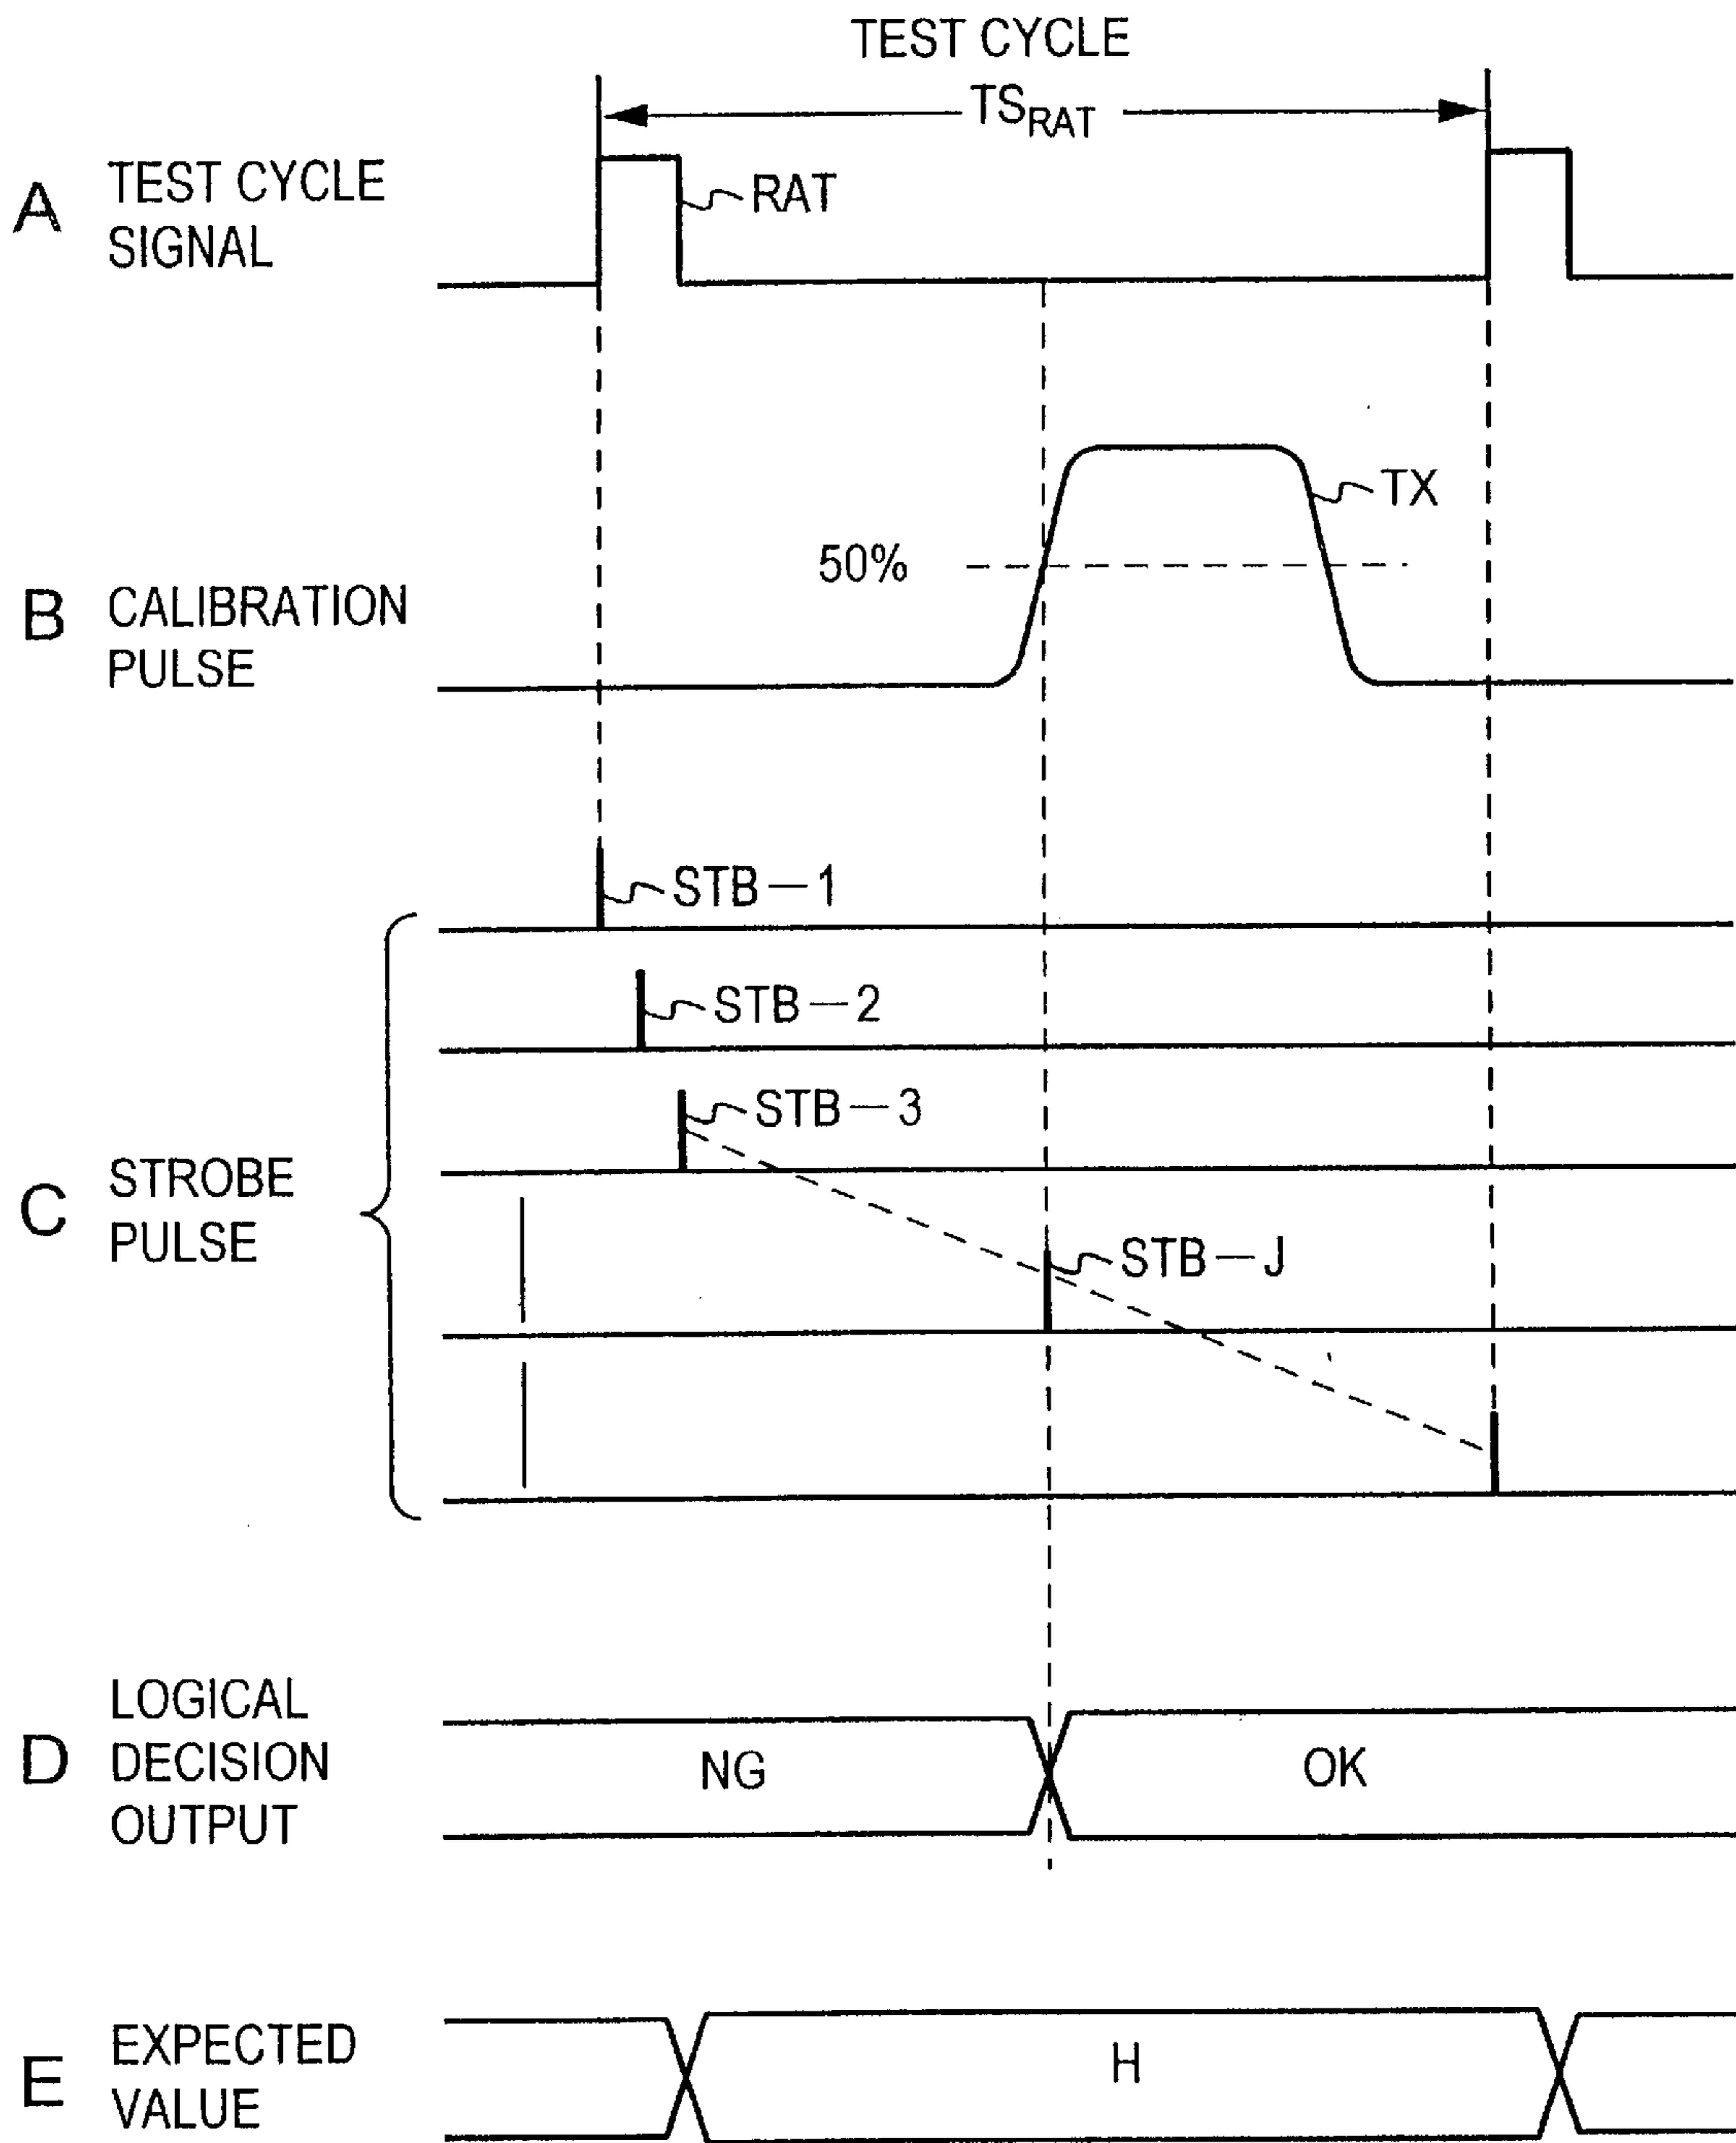 TEST CYCLE
TS_RAT
A TEST CYCLE
SIGNAL
RAT
TX
50%
B CALIBRATION
PULSE
STB—1
STB—2
STB—3
C STROBE
PULSE
STB—J
LOGICAL
D DECISION
OUTPUT
NG
OK
E EXPECTED
VALUE
H